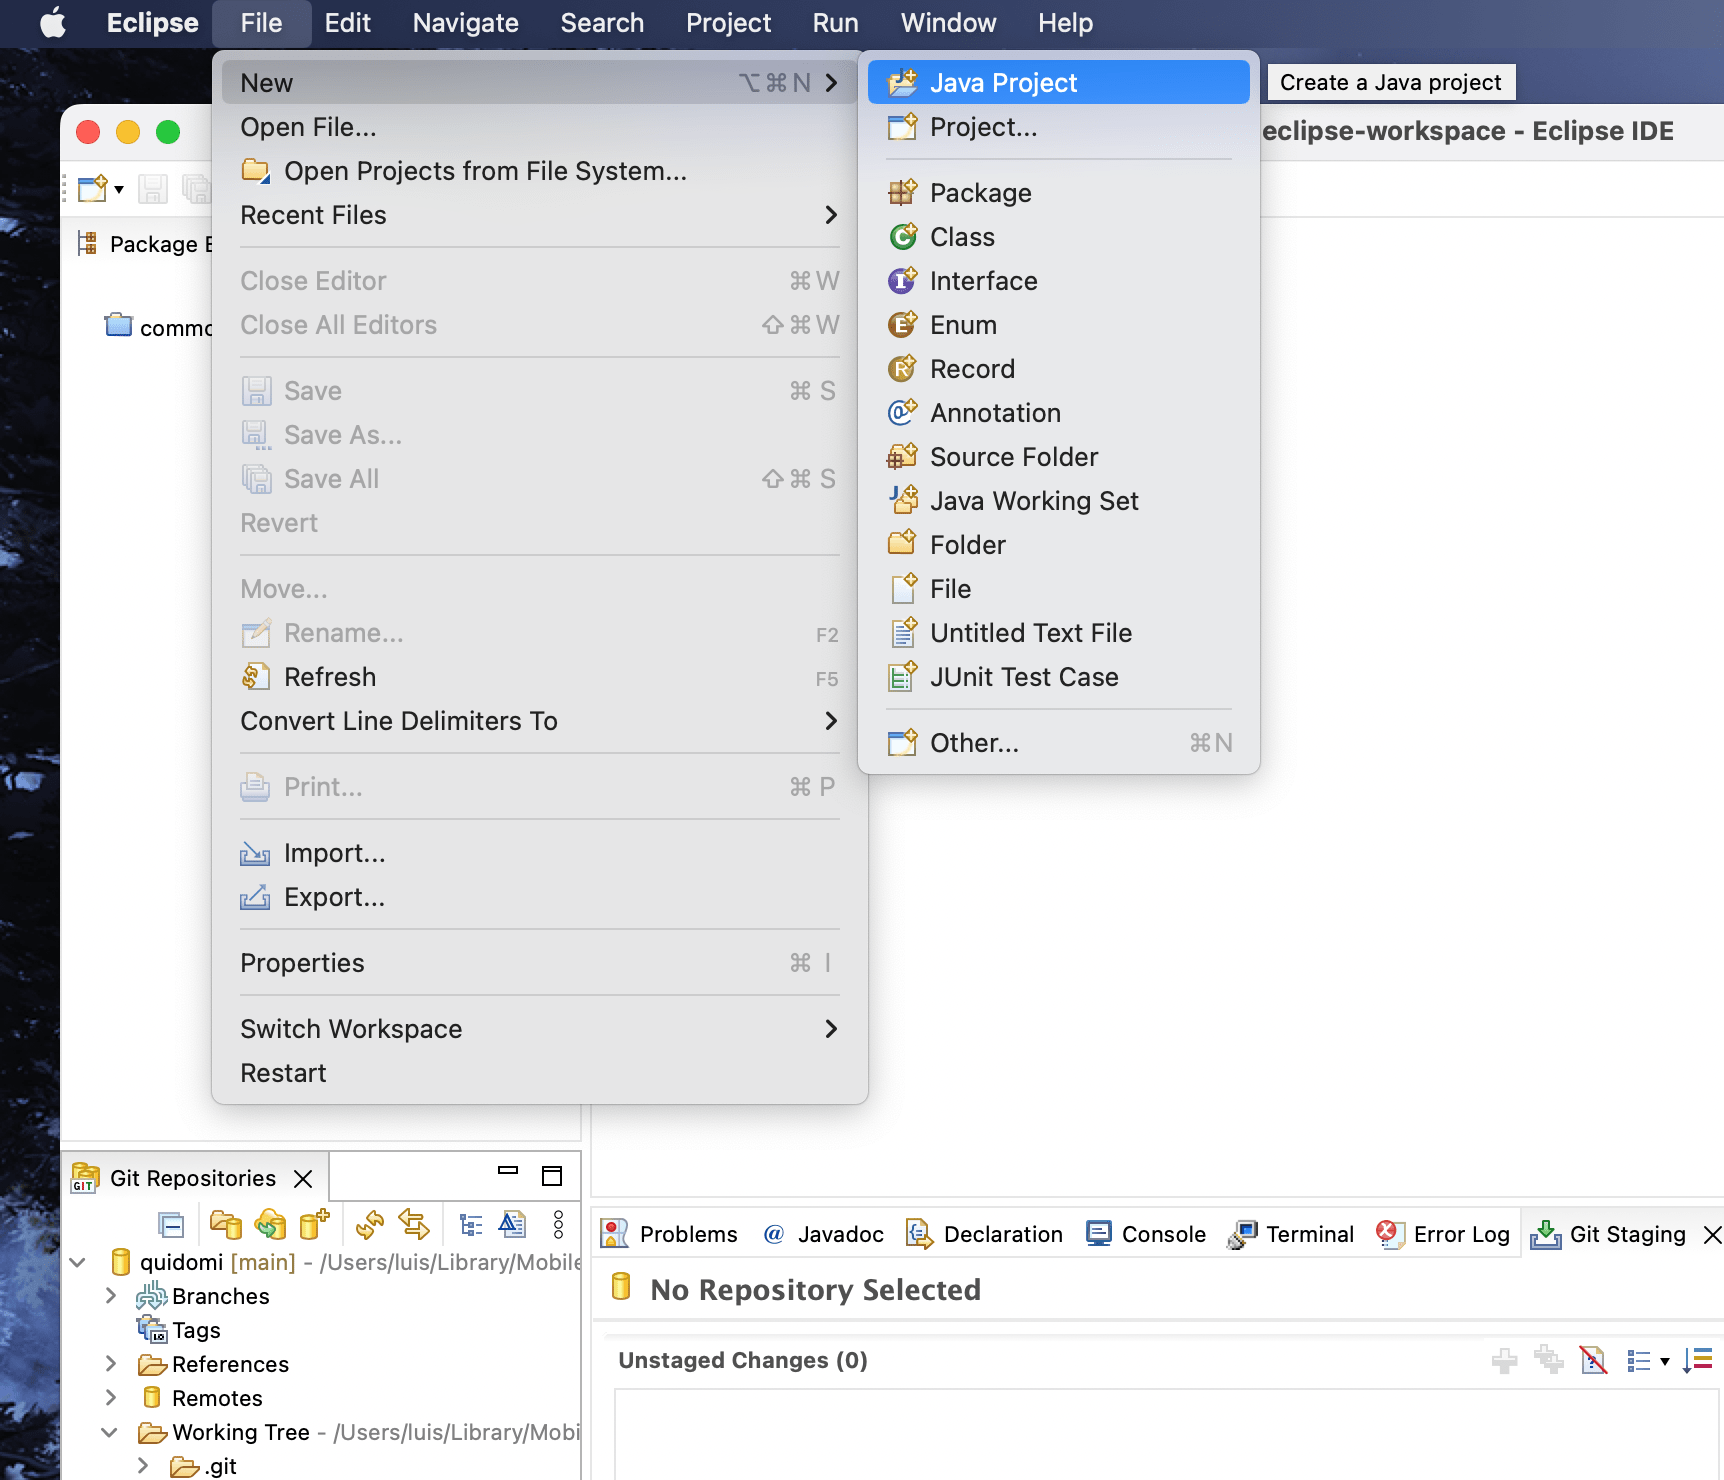 Eclipse File Edit Navigate Search Project Run Window Help
New ⌥⌘N
Open File...
Open Projects from File System...
Recent Files
Close Editor ⌘W
Close All Editors ⇧⌘W
Save ⌘S
Save As...
Save All ⇧⌘S
Revert
Move...
Rename... F2
Refresh F5
Convert Line Delimiters To
Print... ⌘P
Import...
Export...
Properties ⌘I
Switch Workspace
Restart
Java Project
Project...
Package
Class
Interface
Enum
Record
Annotation
Source Folder
Java Working Set
Folder
File
Untitled Text File
JUnit Test Case
Other... ⌘N
Create a Java project
eclipse-workspace - Eclipse IDE
Package
Git Repositories
quidomi [main] - /Users/luis/Library/Mobile
Branches
Tags
References
Remotes
Working Tree - /Users/luis/Library/Mobi
.git
Problems Javadoc Declaration Console Terminal Error Log Git Staging
No Repository Selected
Unstaged Changes (0)